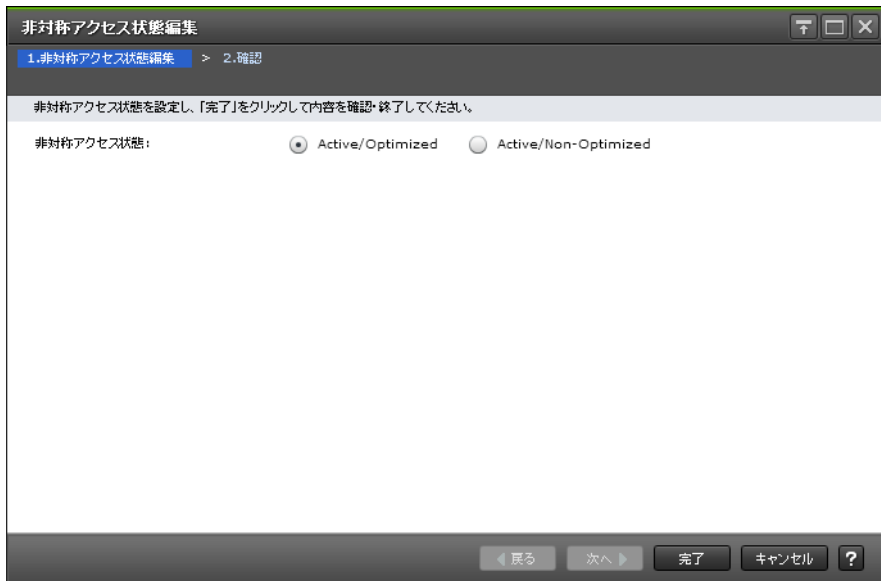 非対称アクセス状態編集
1.非対称アクセス状態編集 > 2.確認
非対称アクセス状態を設定し、「完了」をクリックして内容を確認・終了してください。
非対称アクセス状態: Active/Optimized Active/Non-Optimized
戻る 次へ 完了 キャンセル ?